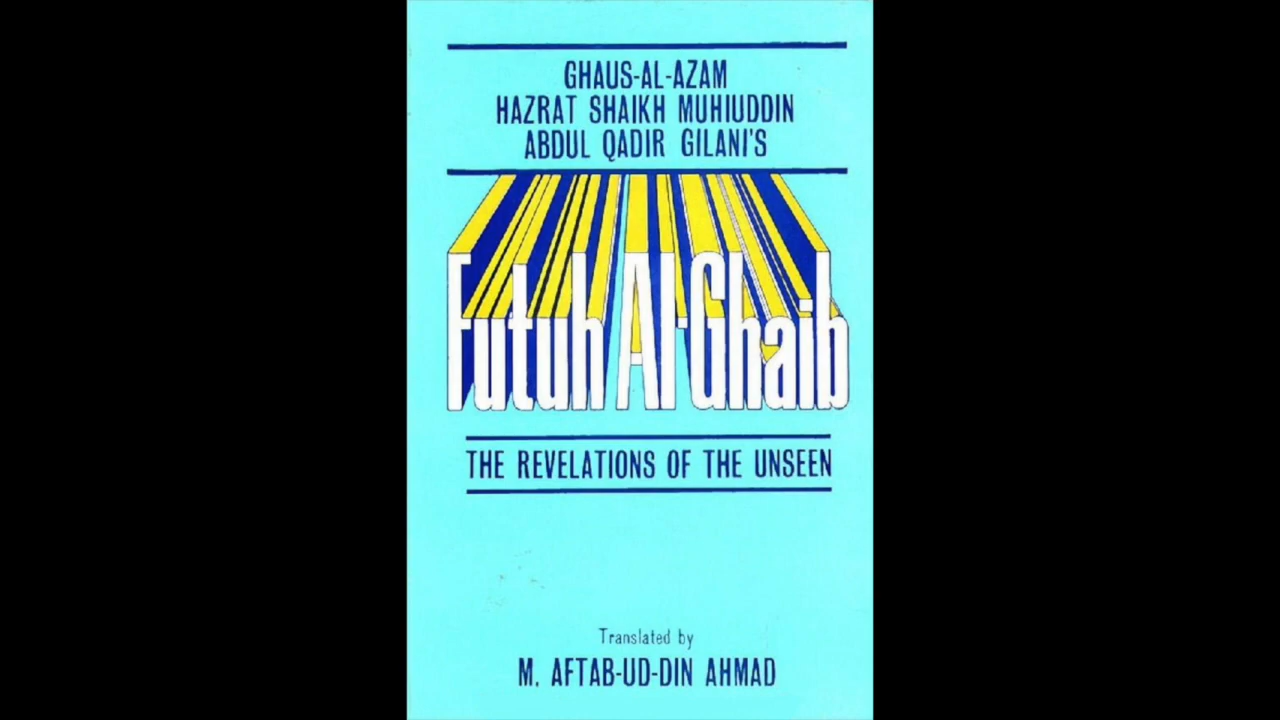 GHAUS-AL-AZAM
HAZRAT SHAIKH MUHIUDDIN
ABDUL QADIR GILANI'S
Futuh Al-Ghaib
THE REVELATIONS OF THE UNSEEN
Translated by
M. AFTAB-UD-DIN AHMAD